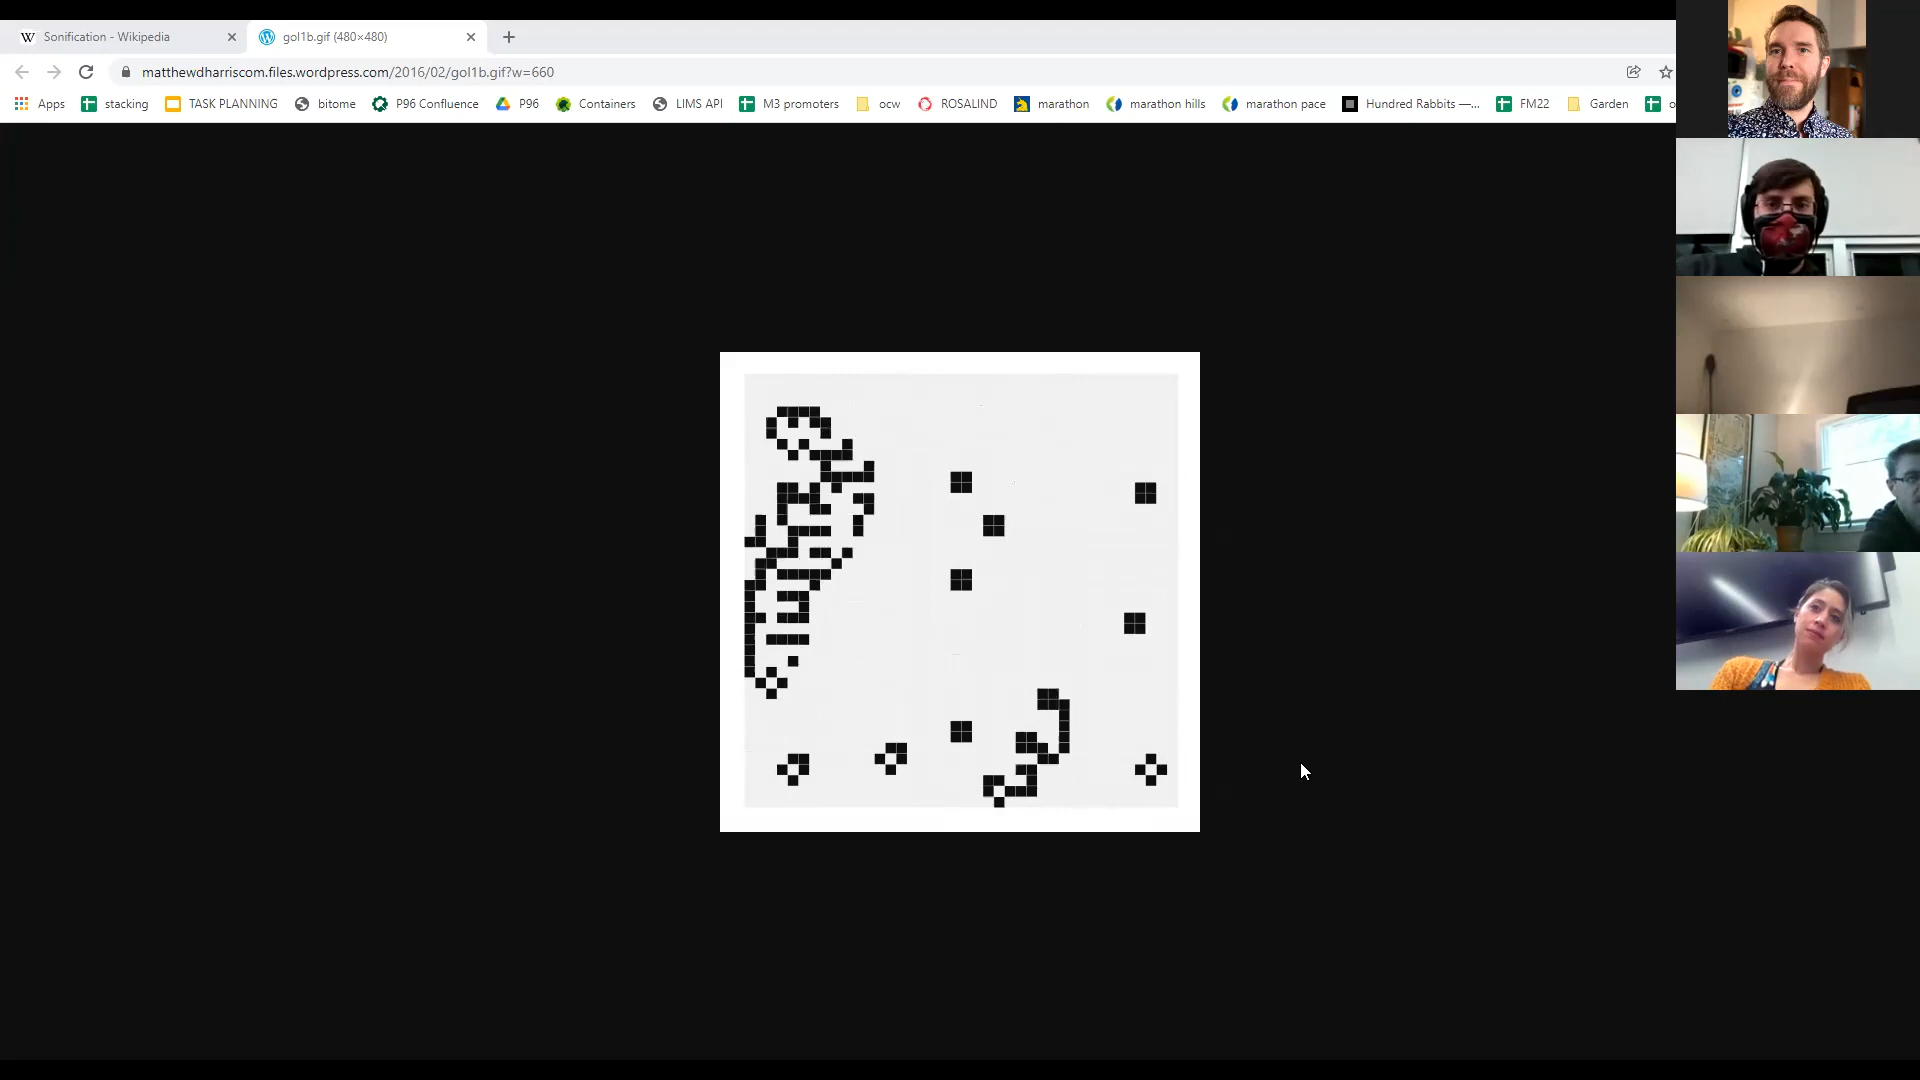 Sonification - Wikipedia
gol1b.gif (480×480)
matthewdharriscom.files.wordpress.com/2016/02/gol1b.gif?w=660
Apps stacking TASK PLANNING bitome P96 Confluence P96 Containers LIMS API M3 promoters ocw ROSALIND marathon marathon hills marathon pace Hundred Rabbits —... FM22 Garden